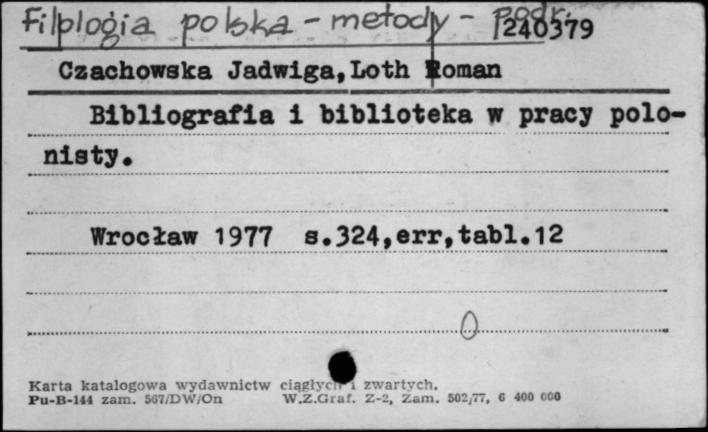 Filologia polska - metody - podr.
240379
Czachowska Jadwiga,Loth Roman
Bibliografia i biblioteka w pracy polo-
nisty.
Wrocław 1977 s.324,err,tabl.12
0
Karta katalogowa wydawnictw ciągłych i zwartych.
Pu-B-144 zam. 567/DW/On W.Z.Graf. Z-2, Zam. 502/77, 6 400 000